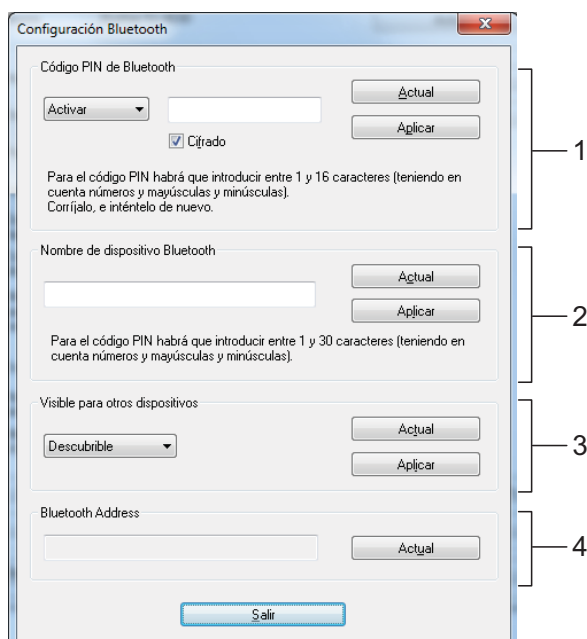 Configuración Bluetooth
Código PIN de Bluetooth
Activar
Actual
Aplicar
Cifrado
Para el código PIN habrá que introducir entre 1 y 16 caracteres (teniendo en
cuenta números y mayúsculas y minúsculas).
Corríjalo, e inténtelo de nuevo.
1
Nombre de dispositivo Bluetooth
Actual
Aplicar
Para el código PIN habrá que introducir entre 1 y 30 caracteres (teniendo en
cuenta números y mayúsculas y minúsculas).
2
Visible para otros dispositivos
Descubrible
Actual
Aplicar
3
Bluetooth Address
Actual
4
Salir